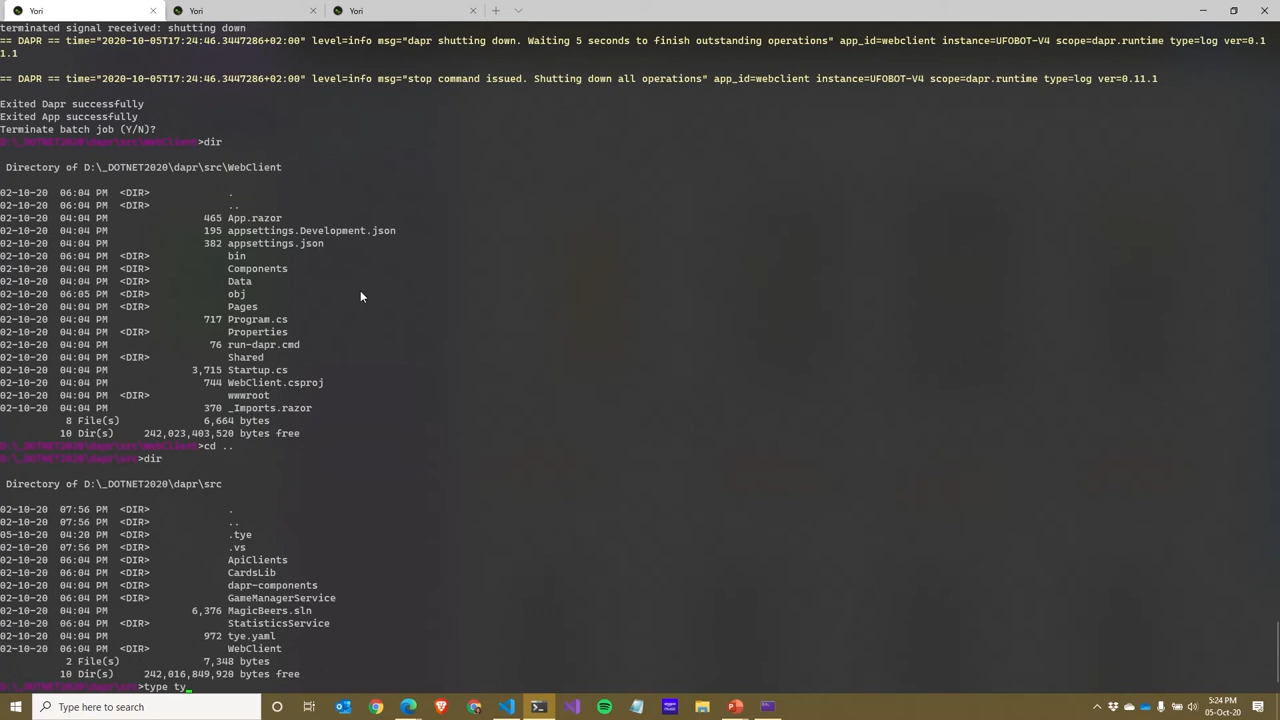 Yori
Yori
Yori
terminated signal received: shutting down
== DAPR == time="2020-10-05T17:24:46.3447286+02:00" level=info msg="dapr shutting down. Waiting 5 seconds to finish outstanding operations" app_id=webclient instance=UFOBOT-V4 scope=dapr.runtime type=log ver=0.1
1.1
== DAPR == time="2020-10-05T17:24:46.3447286+02:00" level=info msg="stop command issued. Shutting down all operations" app_id=webclient instance=UFOBOT-V4 scope=dapr.runtime type=log ver=0.11.1
Exited Dapr successfully
Exited App successfully
Terminate batch job (Y/N)?
D:\_DOTNET2020\dapr\src\WebClient>dir
Directory of D:\_DOTNET2020\dapr\src\WebClient
02-10-20 06:04 PM <DIR> .
02-10-20 06:04 PM <DIR> ..
02-10-20 04:04 PM 465 App.razor
02-10-20 04:04 PM 195 appsettings.Development.json
02-10-20 04:04 PM 382 appsettings.json
02-10-20 04:04 PM <DIR> bin
02-10-20 04:04 PM <DIR> Components
02-10-20 04:04 PM <DIR> Data
02-10-20 06:05 PM <DIR> obj
02-10-20 04:04 PM <DIR> Pages
02-10-20 04:04 PM 717 Program.cs
02-10-20 04:04 PM <DIR> Properties
02-10-20 04:04 PM 76 run-dapr.cmd
02-10-20 04:04 PM <DIR> Shared
02-10-20 04:04 PM 3,715 Startup.cs
02-10-20 04:04 PM 744 WebClient.csproj
02-10-20 04:04 PM <DIR> wwwroot
02-10-20 04:04 PM 370 _Imports.razor
8 File(s) 6,664 bytes
10 Dir(s) 242,023,403,520 bytes free
D:\_DOTNET2020\dapr\src\WebClient>cd ..
D:\_DOTNET2020\dapr\src>dir
Directory of D:\_DOTNET2020\dapr\src
02-10-20 07:56 PM <DIR> .
02-10-20 07:56 PM <DIR> ..
05-10-20 04:20 PM <DIR> .tye
02-10-20 07:56 PM <DIR> .vs
02-10-20 06:04 PM <DIR> ApiClients
02-10-20 06:04 PM <DIR> CardsLib
02-10-20 04:04 PM <DIR> dapr-components
02-10-20 06:04 PM <DIR> GameManagerService
02-10-20 04:04 PM 6,376 MagicBeers.sln
02-10-20 06:04 PM <DIR> StatisticsService
02-10-20 04:04 PM 972 tye.yaml
02-10-20 06:04 PM <DIR> WebClient
2 File(s) 7,348 bytes
10 Dir(s) 242,016,849,920 bytes free
D:\_DOTNET2020\dapr\src>type ty
Type here to search
5:24 PM
05-Oct-20